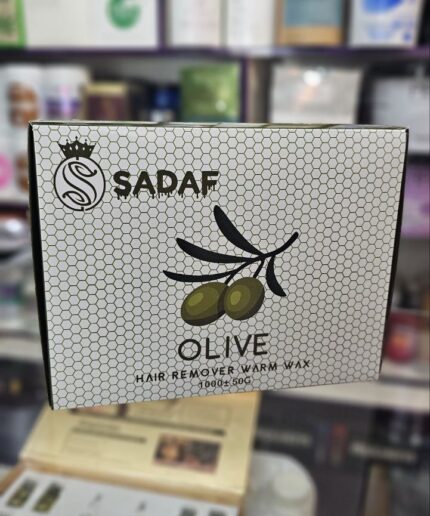 SADAF
OLIVE
HAIR REMOVER WARM WAX
1000±50G